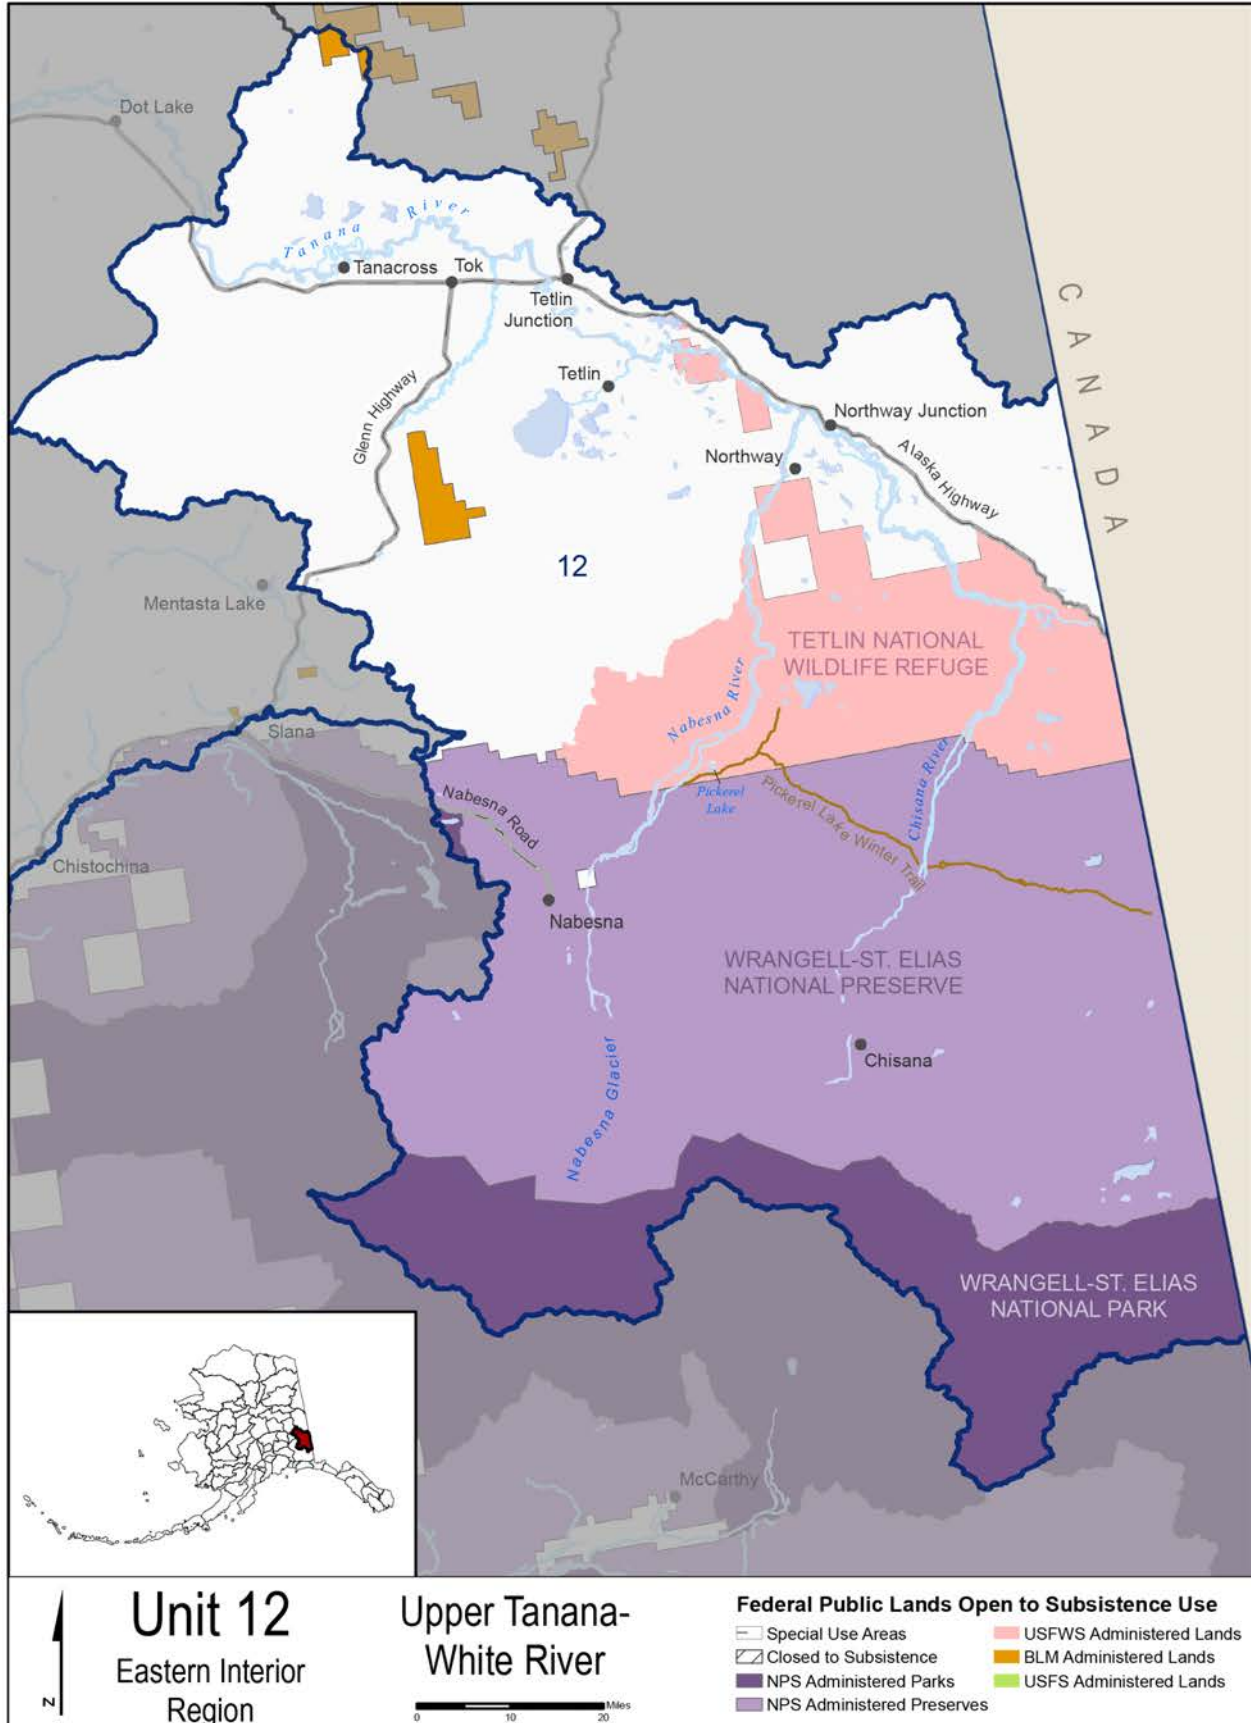 Dot Lake
Tanana River
Tanacross
Tok
Tetlin
Junction
CANADA
Tetlin
Glenn Highway
Northway Junction
Northway
Alaska Highway
12
Mentasta Lake
TETLIN NATIONAL
WILDLIFE REFUGE
Nabesna River
Slana
Chisana River
Pickerel
Lake
Pickerel Lake Winter Trail
Nabesna Road
Chistochina
Nabesna
WRANGELL-ST. ELIAS
NATIONAL PRESERVE
Chisana
Nabesna Glacier
WRANGELL-ST. ELIAS
NATIONAL PARK
McCarthy
N
Unit 12
Eastern Interior
Region
Upper Tanana-
White River
0 10 20 Miles
Federal Public Lands Open to Subsistence Use
Special Use Areas
Closed to Subsistence
NPS Administered Parks
NPS Administered Preserves
USFWS Administered Lands
BLM Administered Lands
USFS Administered Lands